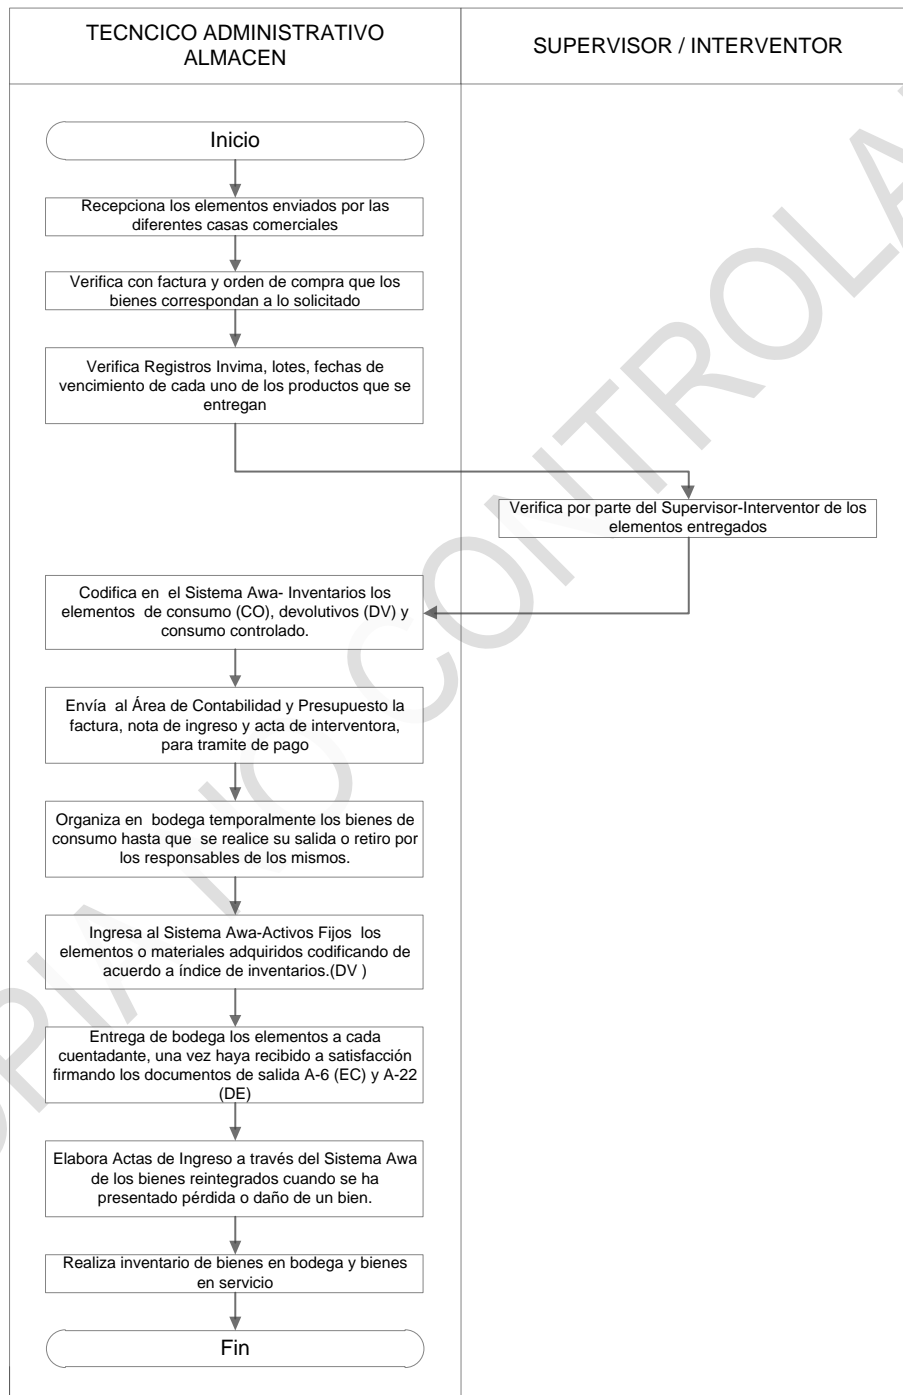 TECNCICO ADMINISTRATIVO
ALMACEN
SUPERVISOR / INTERVENTOR
Inicio
Recepciona los elementos enviados por las
diferentes casas comerciales
Verifica con factura y orden de compra que los
bienes correspondan a lo solicitado
Verifica Registros Invima, lotes, fechas de
vencimiento de cada uno de los productos que se
entregan
Verifica por parte del Supervisor-Interventor de los
elementos entregados
Codifica en el Sistema Awa- Inventarios los
elementos de consumo (CO), devolutivos (DV) y
consumo controlado.
Envía al Área de Contabilidad y Presupuesto la
factura, nota de ingreso y acta de interventora,
para tramite de pago
Organiza en bodega temporalmente los bienes de
consumo hasta que se realice su salida o retiro por
los responsables de los mismos.
Ingresa al Sistema Awa-Activos Fijos los
elementos o materiales adquiridos codificando de
acuerdo a índice de inventarios.(DV )
Entrega de bodega los elementos a cada
cuentadante, una vez haya recibido a satisfacción
firmando los documentos de salida A-6 (EC) y A-22
(DE)
Elabora Actas de Ingreso a través del Sistema Awa
de los bienes reintegrados cuando se ha
presentado pérdida o daño de un bien.
Realiza inventario de bienes en bodega y bienes
en servicio
Fin
OPIA NO CONTROLA